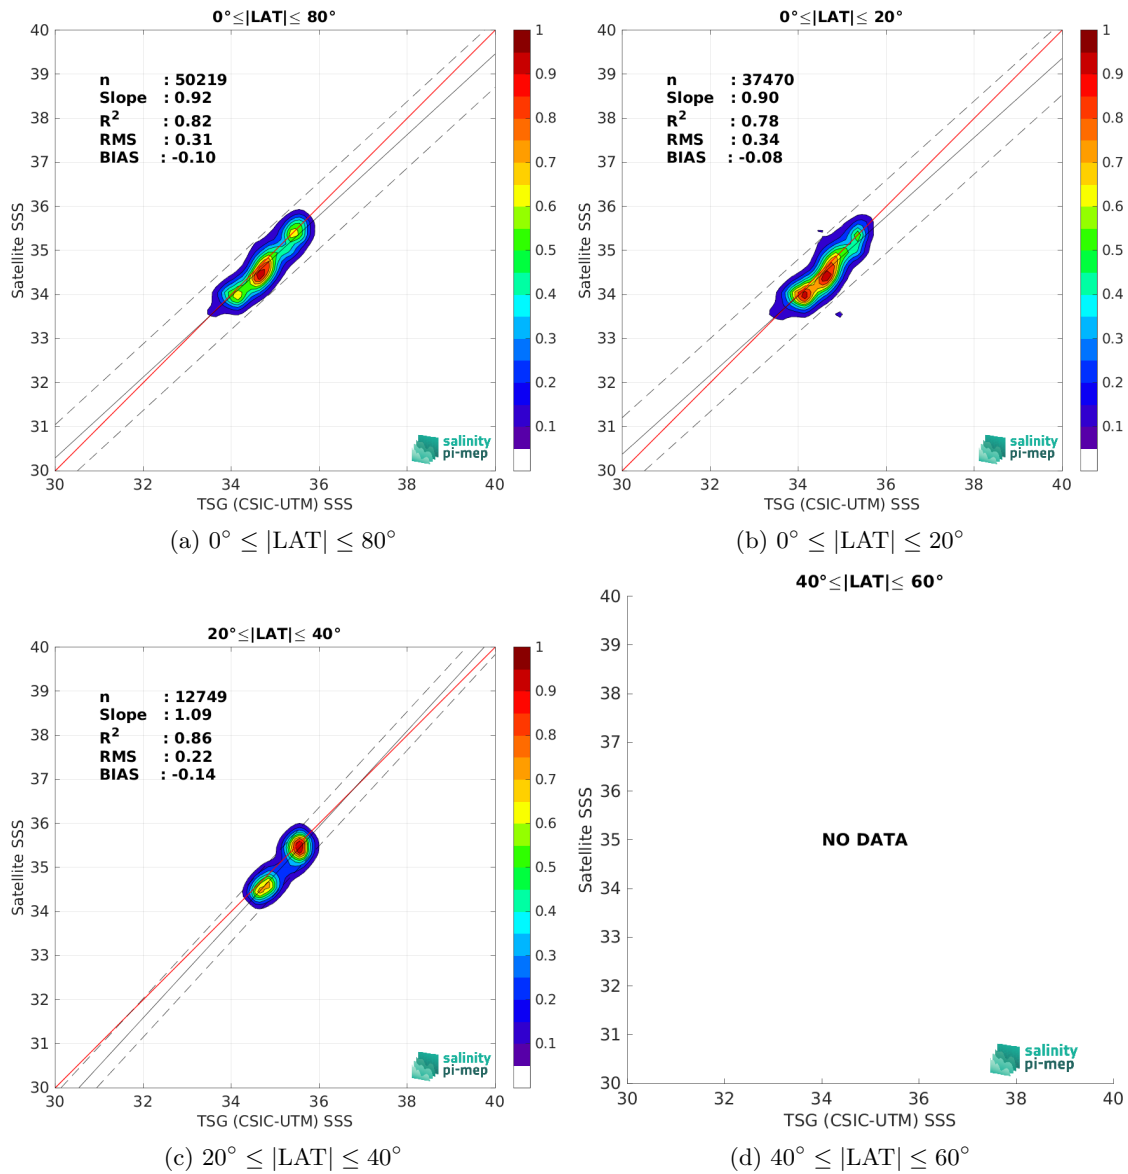 0°≤|LAT|≤ 80°
n : 50219
Slope : 0.92
R² : 0.82
RMS : 0.31
BIAS : -0.10
40
39
38
37
36
35
34
33
32
31
30
30 32 34 36 38 40
Satellite SSS
TSG (CSIC-UTM) SSS
1
0.9
0.8
0.7
0.6
0.5
0.4
0.3
0.2
0.1
salinity
pi-mep
(a) 0° ≤ |LAT| ≤ 80°
0°≤|LAT|≤ 20°
n : 37470
Slope : 0.90
R² : 0.78
RMS : 0.34
BIAS : -0.08
40
39
38
37
36
35
34
33
32
31
30
30 32 34 36 38 40
Satellite SSS
TSG (CSIC-UTM) SSS
1
0.9
0.8
0.7
0.6
0.5
0.4
0.3
0.2
0.1
salinity
pi-mep
(b) 0° ≤ |LAT| ≤ 20°
20°≤|LAT|≤ 40°
n : 12749
Slope : 1.09
R² : 0.86
RMS : 0.22
BIAS : -0.14
40
39
38
37
36
35
34
33
32
31
30
30 32 34 36 38 40
Satellite SSS
TSG (CSIC-UTM) SSS
1
0.9
0.8
0.7
0.6
0.5
0.4
0.3
0.2
0.1
salinity
pi-mep
(c) 20° ≤ |LAT| ≤ 40°
40°≤|LAT|≤ 60°
40
39
38
37
36
35
34
33
32
31
30
30 32 34 36 38 40
Satellite SSS
NO DATA
TSG (CSIC-UTM) SSS
salinity
pi-mep
(d) 40° ≤ |LAT| ≤ 60°